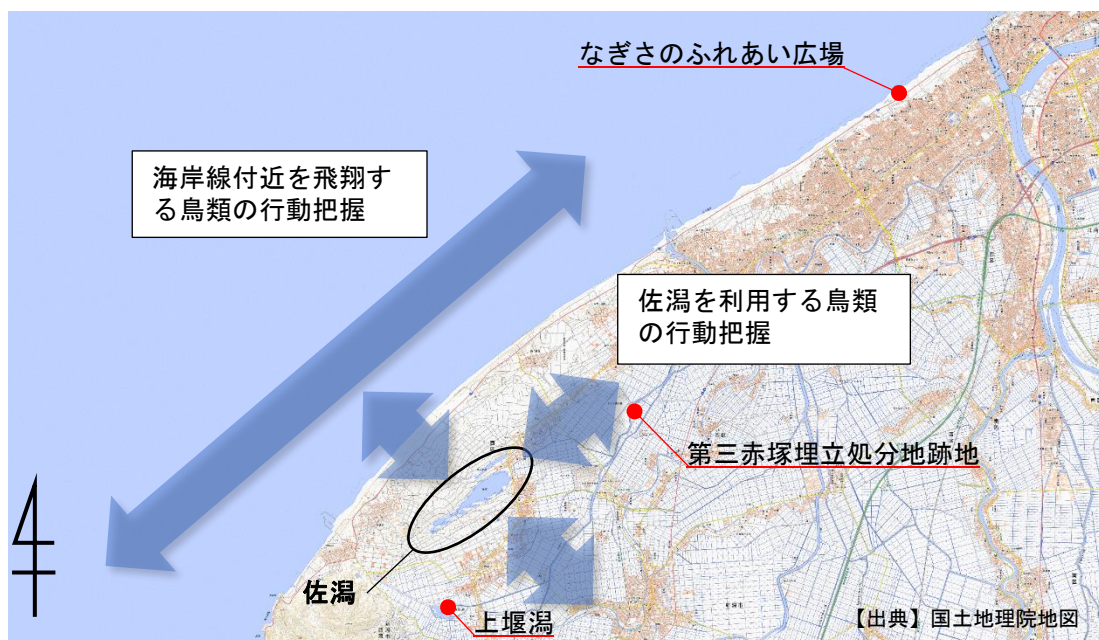 なぎさのふれあい広場
海岸線付近を飛翔す
る鳥類の行動把握
佐潟を利用する鳥類
の行動把握
第三赤塚埋立処分地跡地
佐潟
上堰潟
【出典】国土地理院地図